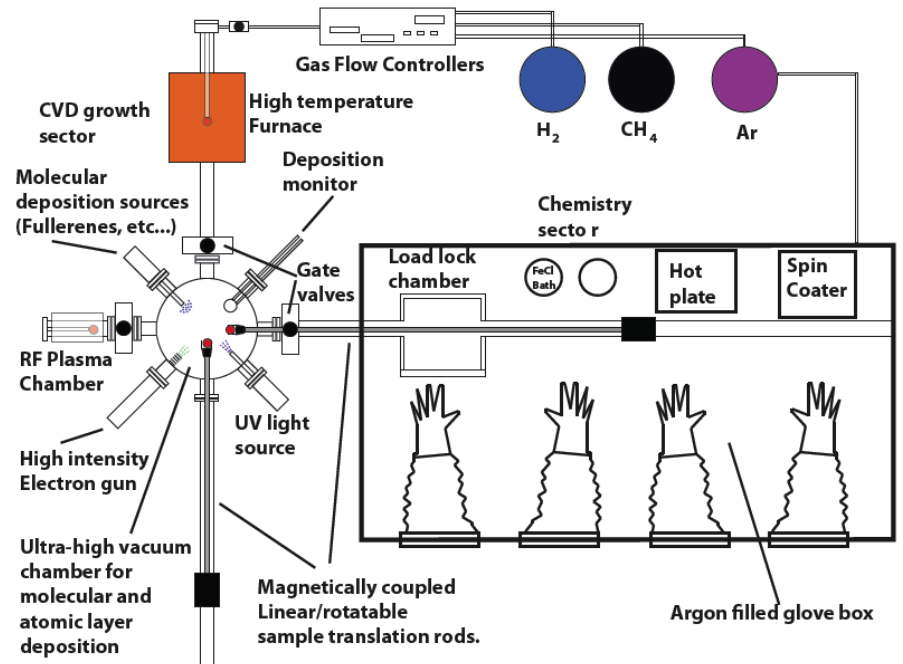 Gas Flow Controllers
H2
CH4
Ar
CVD growth
sector
High temperature
Furnace
Deposition
monitor
Molecular
deposition sources
(Fullerenes, etc...)
Chemistry
secto r
Gate
valves
Load lock
chamber
FeCl
Bath
Hot
plate
Spin
Coater
RF Plasma
Chamber
UV light
source
High intensity
Electron gun
Ultra-high vacuum
chamber for
molecular and
atomic layer
deposition
Magnetically coupled
Linear/rotatable
sample translation rods.
Argon filled glove box